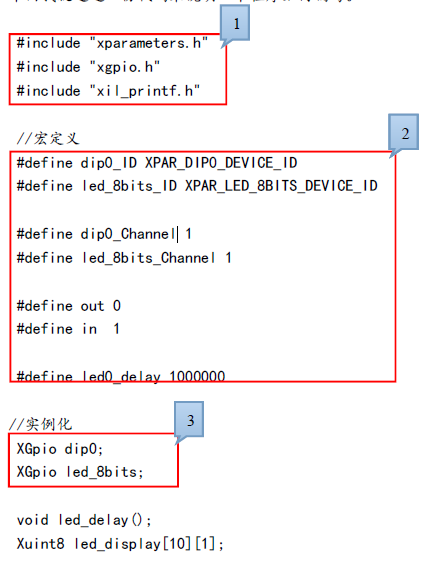 1
#include "xparameters.h"
#include "xgpio.h"
#include "xil_printf.h"
//宏定义
2
#define dip0_ID XPAR_DIP0_DEVICE_ID
#define led_8bits_ID XPAR_LED_8BITS_DEVICE_ID
#define dip0_Channel 1
#define led_8bits_Channel 1
#define out 0
#define in  1
#define led0_delay 1000000
//实例化
3
XGpio dip0;
XGpio led_8bits;
void led_delay();
Xuint8 led_display[10][1];